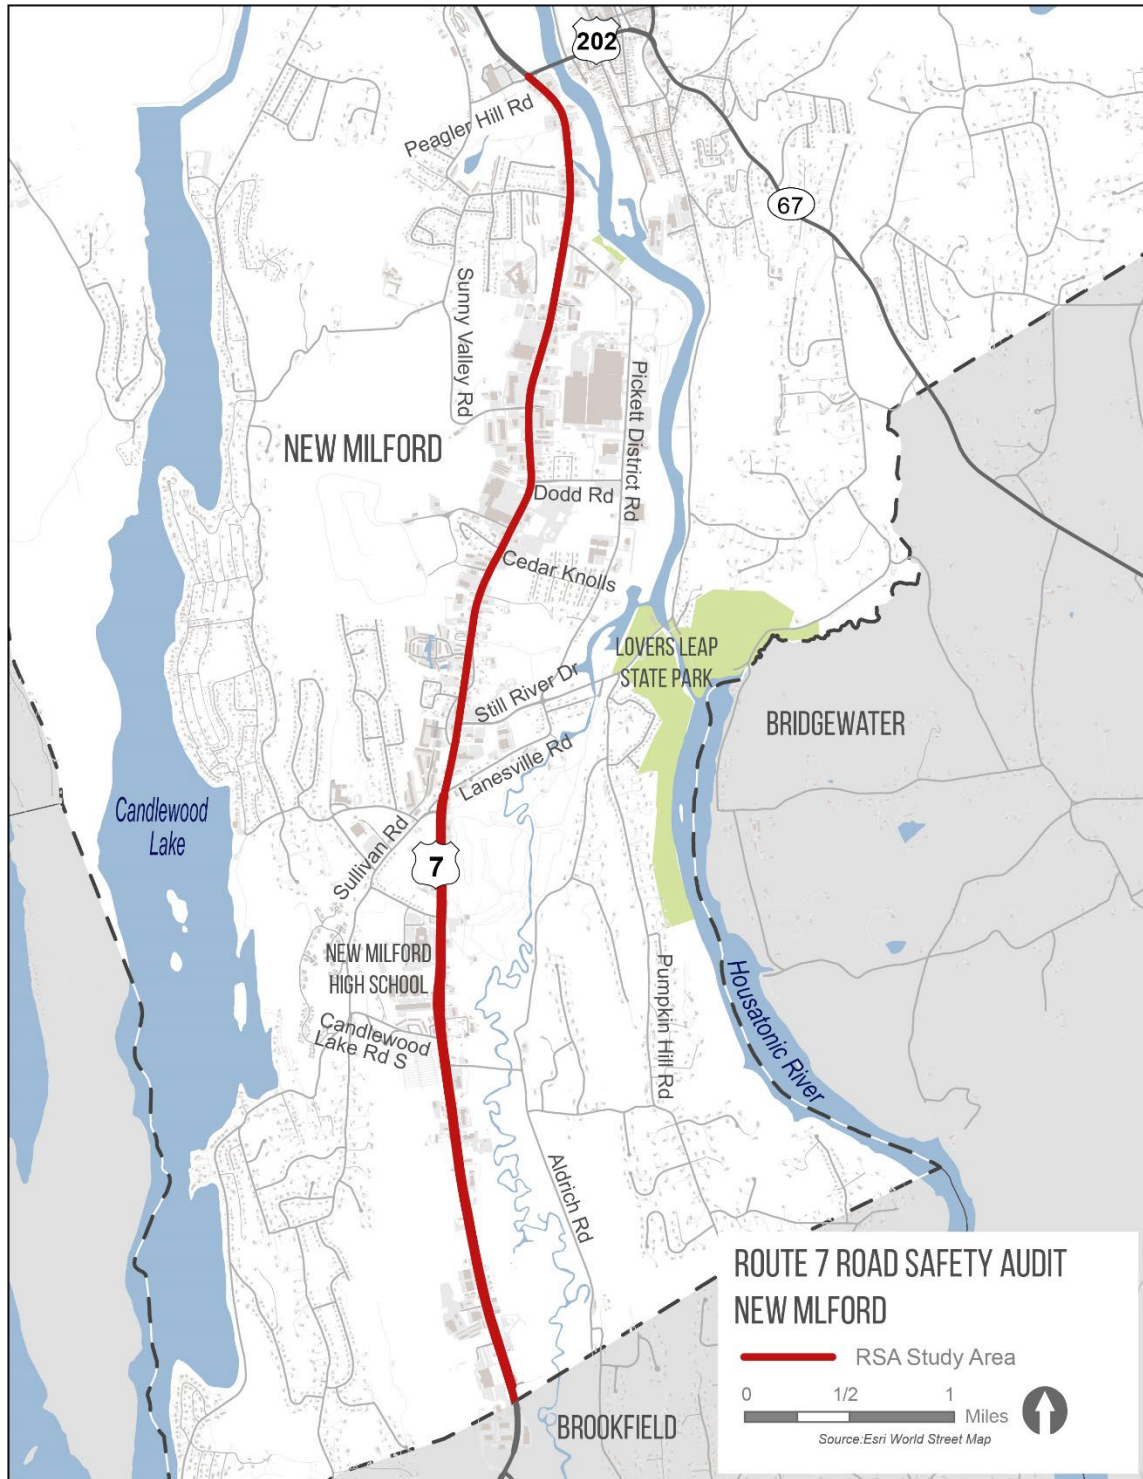 202
Peagler Hill Rd
67
Sunny Valley Rd
Pickett District Rd
NEW MILFORD
Dodd Rd
Cedar Knolls
LOVERS LEAP
STATE PARK
Still River Dr
BRIDGEWATER
Lanesville Rd
Candlewood
Lake
Sullivan Rd
7
NEW MILFORD
HIGH SCHOOL
Pumpkin Hill Rd
Housatonic River
Candlewood
Lake Rd S
Aldrich Rd
ROUTE 7 ROAD SAFETY AUDIT
NEW MLFORD
RSA Study Area
0 1/2 1
Miles
Source:Esri World Street Map
BROOKFIELD